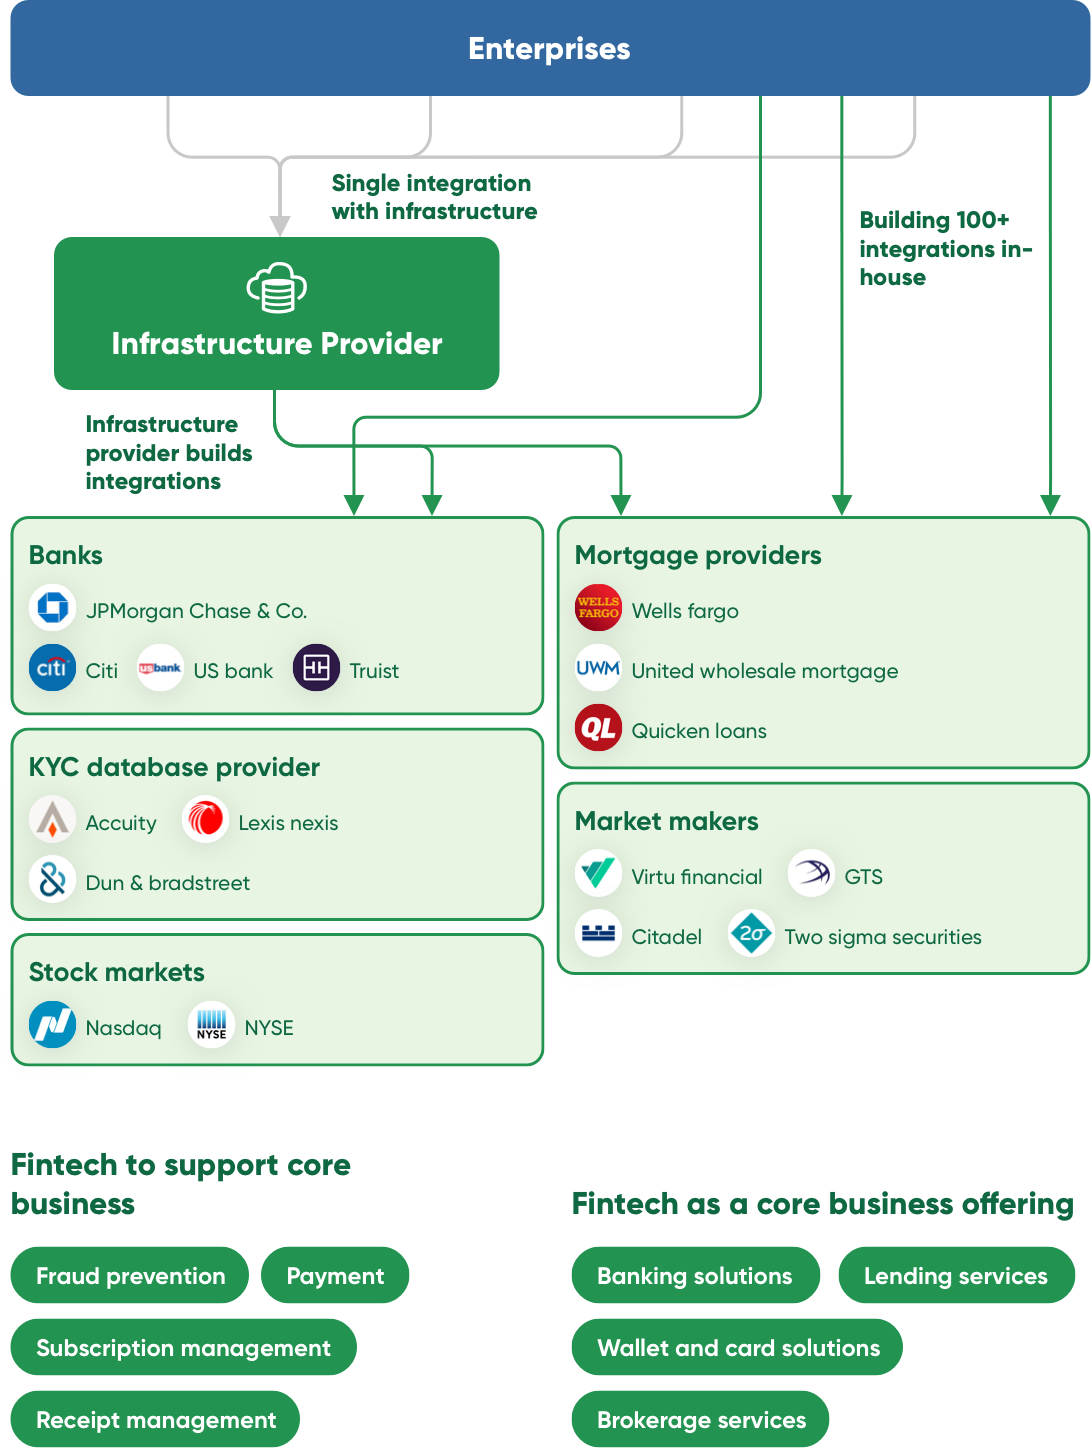 Enterprises
Single integration
with infrastructure
Building 100+
integrations in-
house
Infrastructure Provider
Infrastructure
provider builds
integrations
Banks
JPMorgan Chase & Co.
citi Citi usbank US bank Truist
KYC database provider
Accuity Lexis nexis
Dun & bradstreet
Stock markets
Nasdaq NYSE NYSE
Mortgage providers
WELLS
FARGO Wells fargo
UWM United wholesale mortgage
QL Quicken loans
Market makers
Virtu financial GTS
Citadel 2σ Two sigma securities
Fintech to support core
business
Fraud prevention Payment
Subscription management
Receipt management
Fintech as a core business offering
Banking solutions Lending services
Wallet and card solutions
Brokerage services